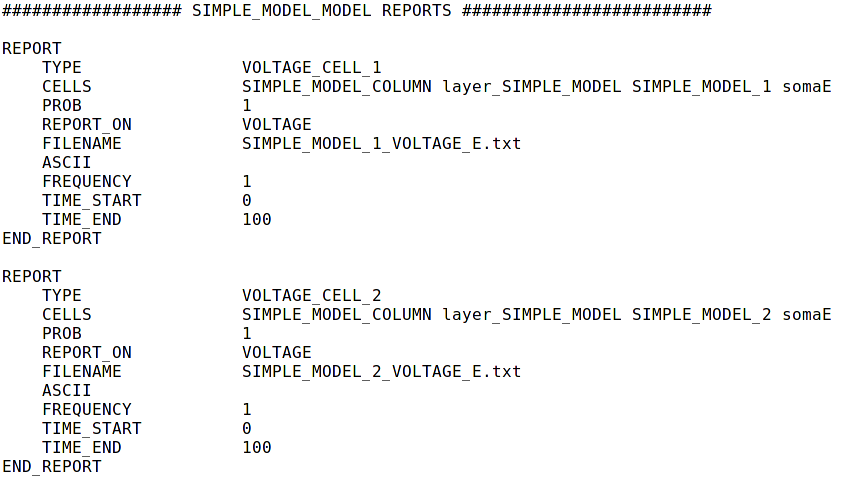 ################## SIMPLE_MODEL_MODEL REPORTS #########################

REPORT
    TYPE                VOLTAGE_CELL_1
    CELLS               SIMPLE_MODEL_COLUMN layer_SIMPLE_MODEL SIMPLE_MODEL_1 somaE
    PROB                1
    REPORT_ON           VOLTAGE
    FILENAME            SIMPLE_MODEL_1_VOLTAGE_E.txt
    ASCII
    FREQUENCY           1
    TIME_START          0
    TIME_END            100
END_REPORT

REPORT
    TYPE                VOLTAGE_CELL_2
    CELLS               SIMPLE_MODEL_COLUMN layer_SIMPLE_MODEL SIMPLE_MODEL_2 somaE
    PROB                1
    REPORT_ON           VOLTAGE
    FILENAME            SIMPLE_MODEL_2_VOLTAGE_E.txt
    ASCII
    FREQUENCY           1
    TIME_START          0
    TIME_END            100
END_REPORT